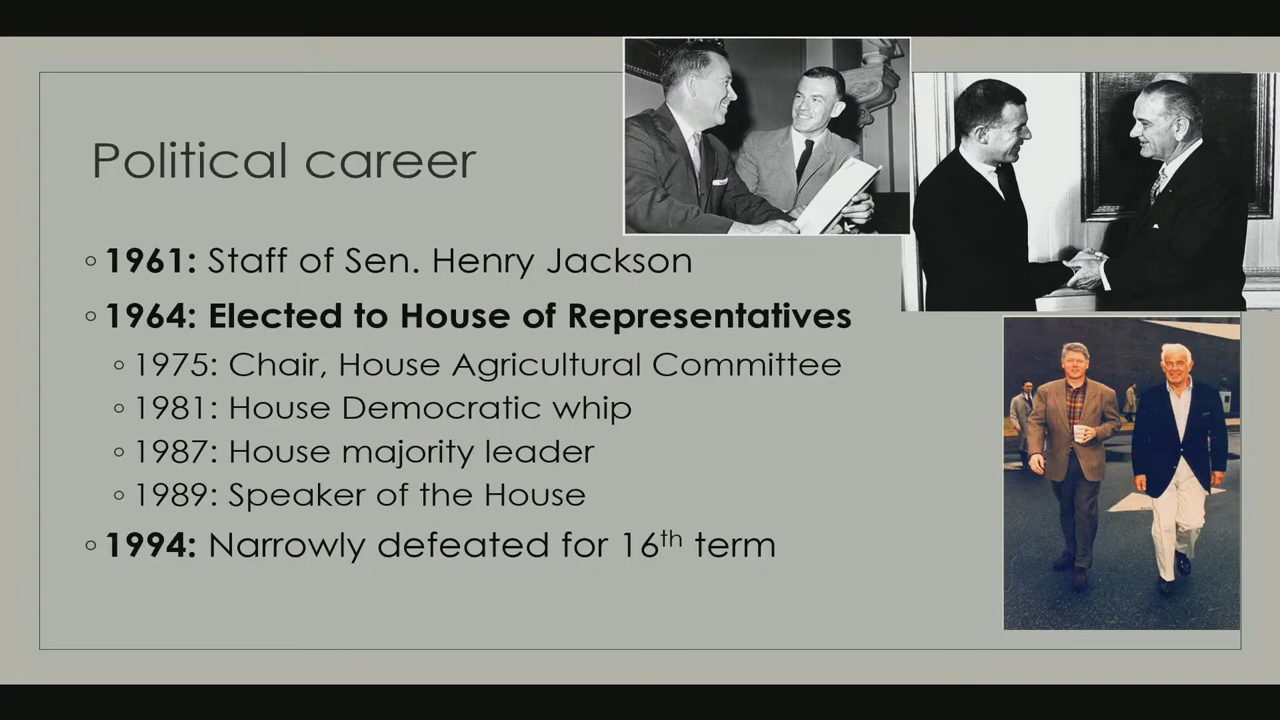 Political career
◦ 1961: Staff of Sen. Henry Jackson
◦ 1964: Elected to House of Representatives
◦ 1975: Chair, House Agricultural Committee
◦ 1981: House Democratic whip
◦ 1987: House majority leader
◦ 1989: Speaker of the House
◦ 1994: Narrowly defeated for 16th term